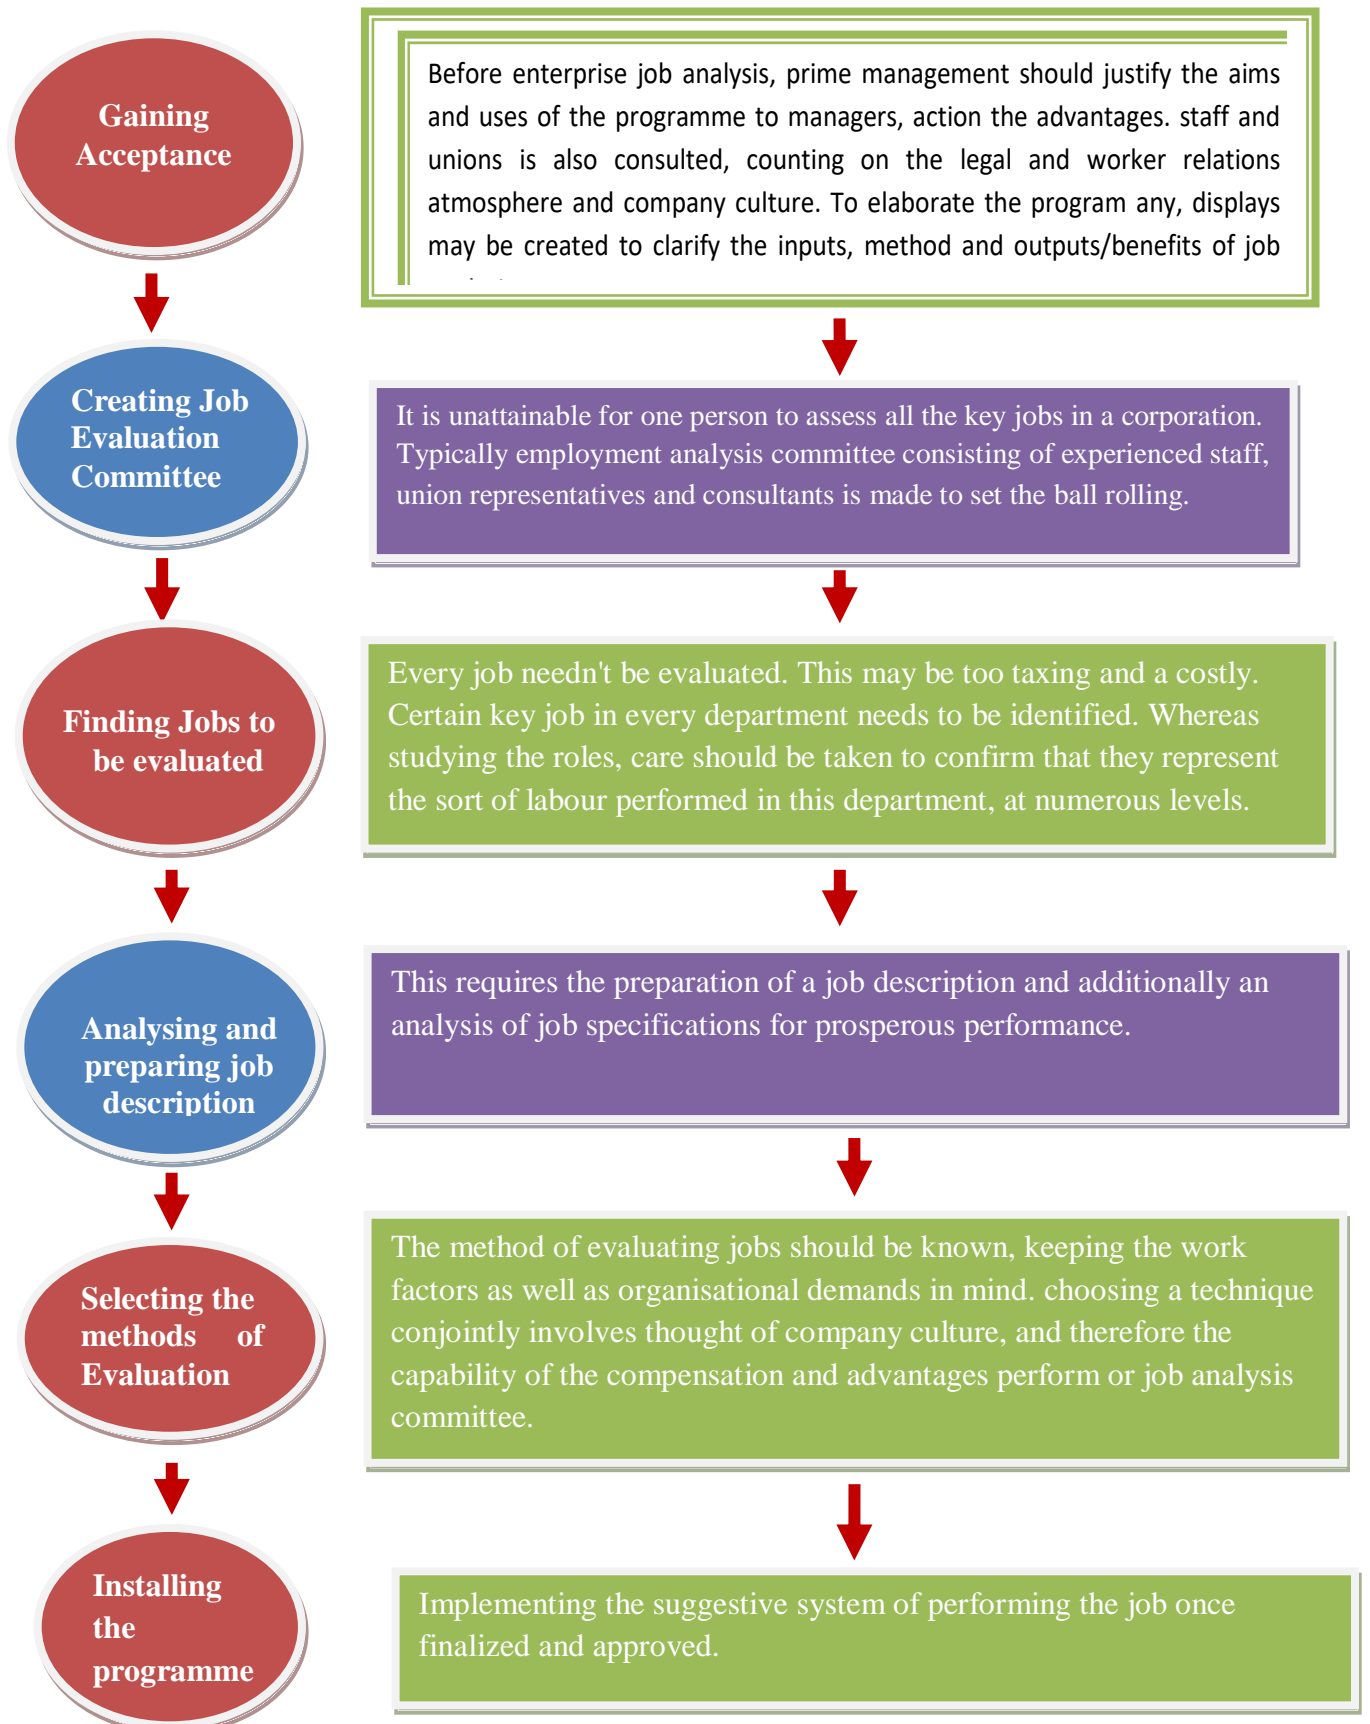 Gaining
Acceptance
Before enterprise job analysis, prime management should justify the aims
and uses of the programme to managers, action the advantages. staff and
unions is also consulted, counting on the legal and worker relations
atmosphere and company culture. To elaborate the program any, displays
may be created to clarify the inputs, method and outputs/benefits of job
Creating Job
Evaluation
Committee
It is unattainable for one person to assess all the key jobs in a corporation.
Typically employment analysis committee consisting of experienced staff,
union representatives and consultants is made to set the ball rolling.
Finding Jobs to
be evaluated
Every job needn't be evaluated. This may be too taxing and a costly.
Certain key job in every department needs to be identified. Whereas
studying the roles, care should be taken to confirm that they represent
the sort of labour performed in this department, at numerous levels.
Analysing and
preparing job
description
This requires the preparation of a job description and additionally an
analysis of job specifications for prosperous performance.
Selecting the
methods of
Evaluation
The method of evaluating jobs should be known, keeping the work
factors as well as organisational demands in mind. choosing a technique
conjointly involves thought of company culture, and therefore the
capability of the compensation and advantages perform or job analysis
committee.
Installing
the
programme
Implementing the suggestive system of performing the job once
finalized and approved.